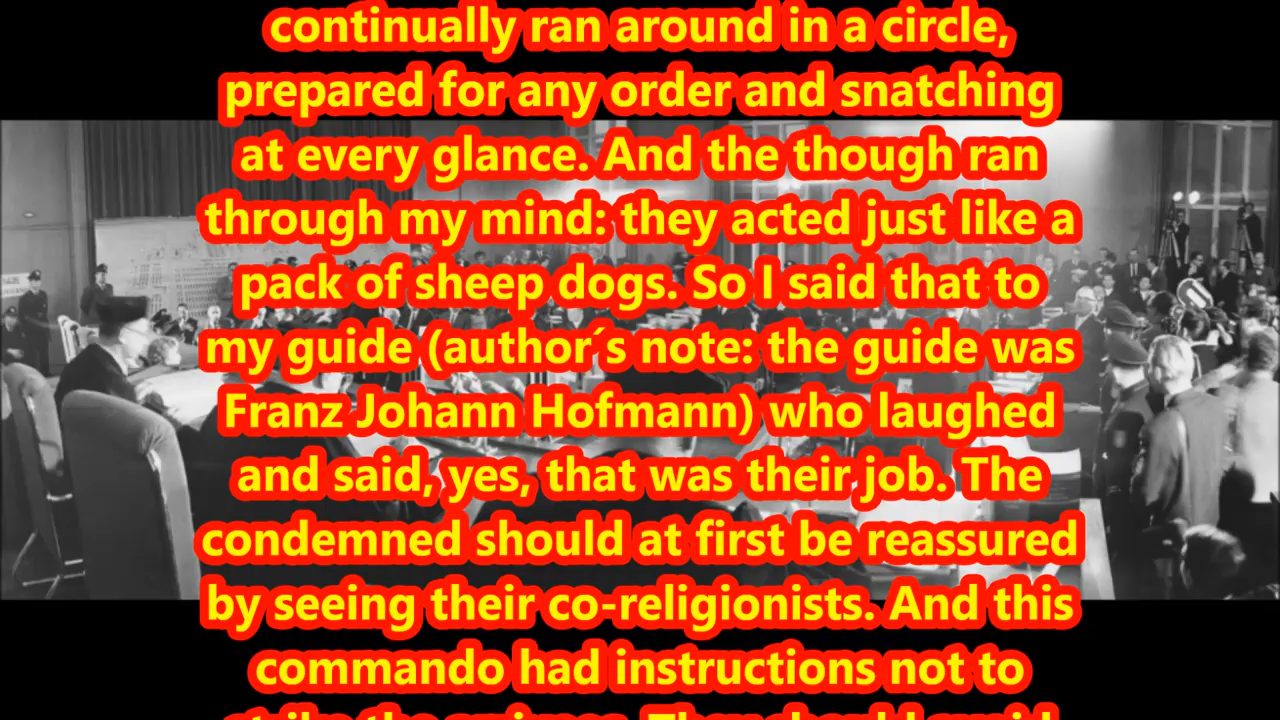 continually ran around in a circle,
prepared for any order and snatching
at every glance. And the though ran
through my mind: they acted just like a
pack of sheep dogs. So I said that to
my guide (author´s note: the guide was
Franz Johann Hofmann) who laughed
and said, yes, that was their job. The
condemned should at first be reassured
by seeing their co-religionists. And this
commando had instructions not to